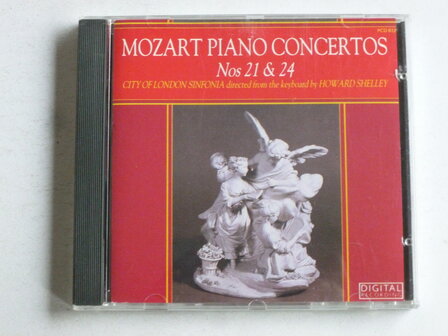 MOZART PIANO CONCERTOS
Nos 21 & 24
CITY OF LONDON SINFONIA directed from the keyboard by HOWARD SHELLEY
DIGITAL
RECORDING